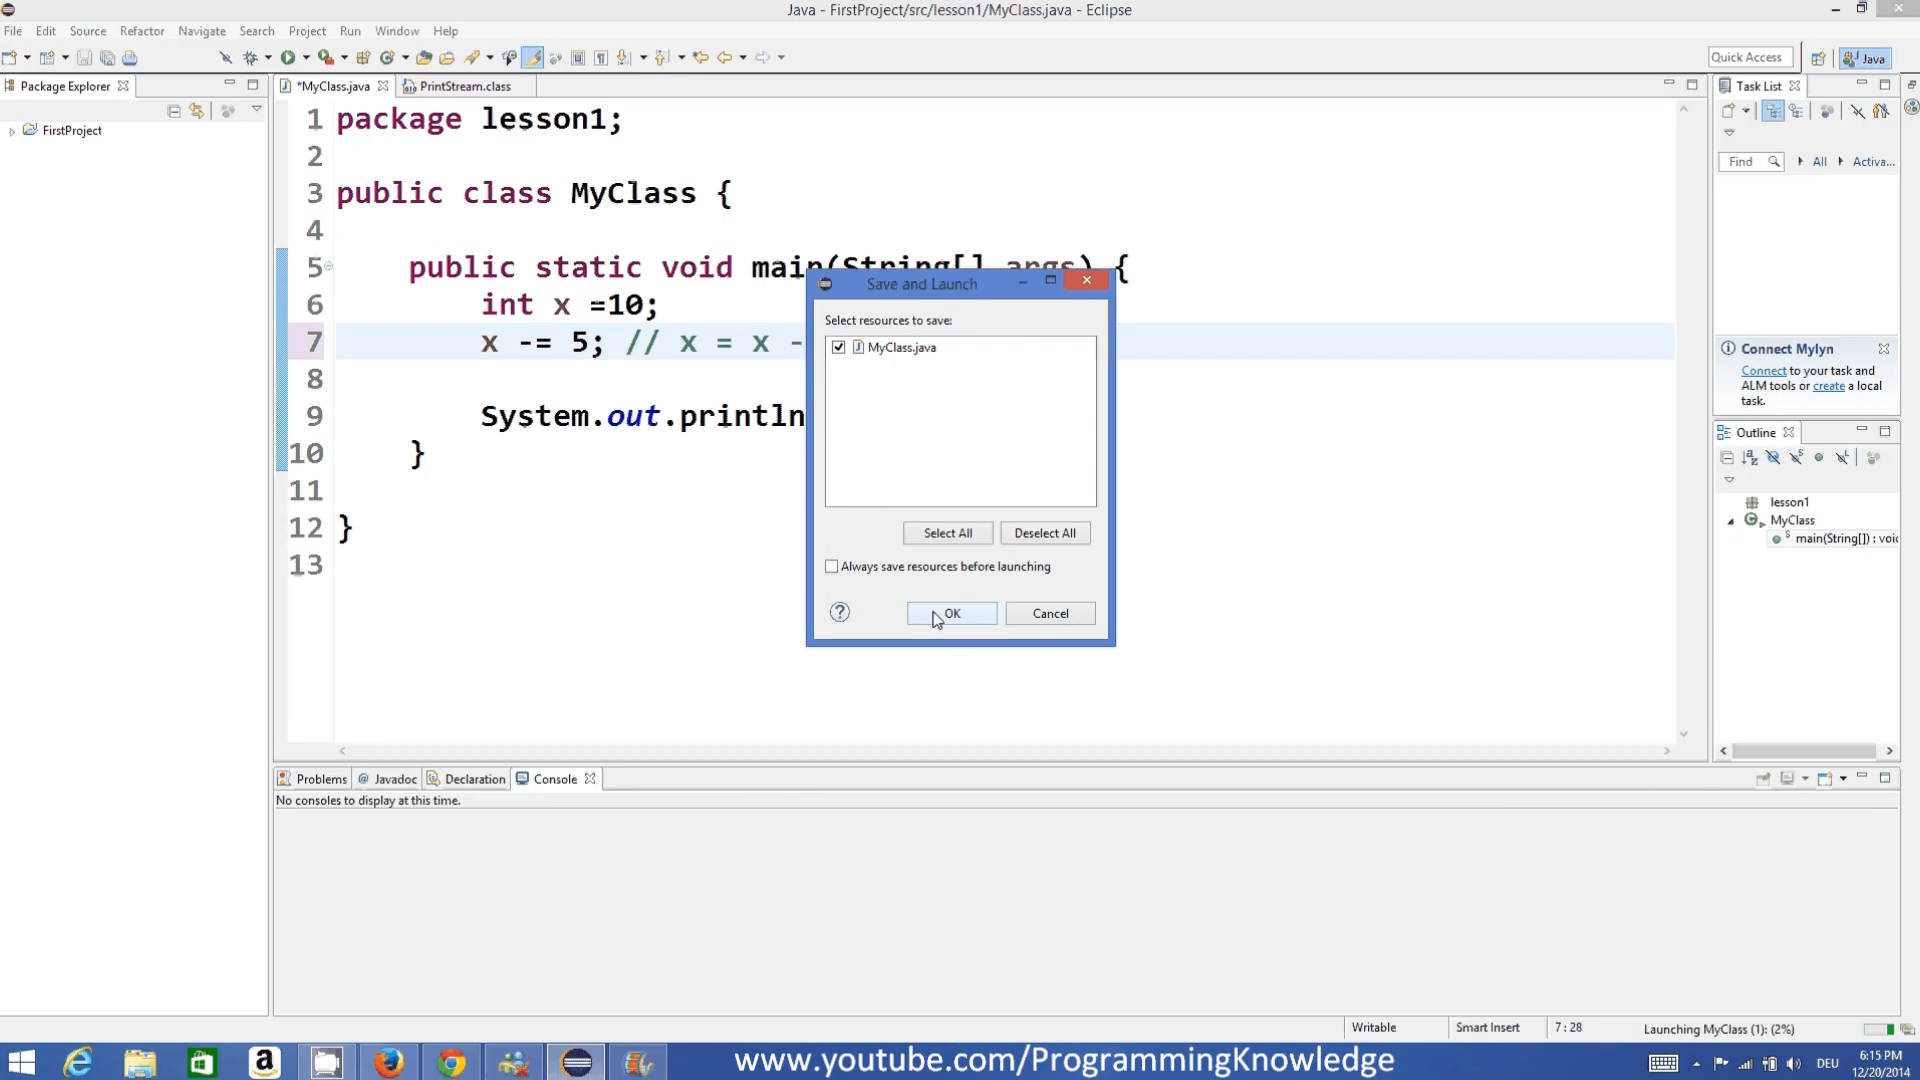 Java - FirstProject/src/lesson1/MyClass.java - Eclipse
File Edit Source Refactor Navigate Search Project Run Window Help
Quick Access
Java
Package Explorer
*MyClass.java
PrintStream.class
Task List
FirstProject
1 package lesson1;
2
3 public class MyClass {
4
5 public static void main(String[] args) {
6 int x =10;
7 x -= 5; // x = x -
8
9 System.out.println
10 }
11
12 }
13
Save and Launch
Select resources to save:
MyClass.java
Select All
Deselect All
Always save resources before launching
OK
Cancel
Find
All
Activa...
Connect Mylyn
Connect to your task and
ALM tools or create a local
task.
Outline
lesson1
MyClass
main(String[]) : voic
Problems
@ Javadoc
Declaration
Console
No consoles to display at this time.
Writable
Smart Insert
7 : 28
Launching MyClass (1): (2%)
www.youtube.com/ProgrammingKnowledge
DEU
6:15 PM
12/20/2014